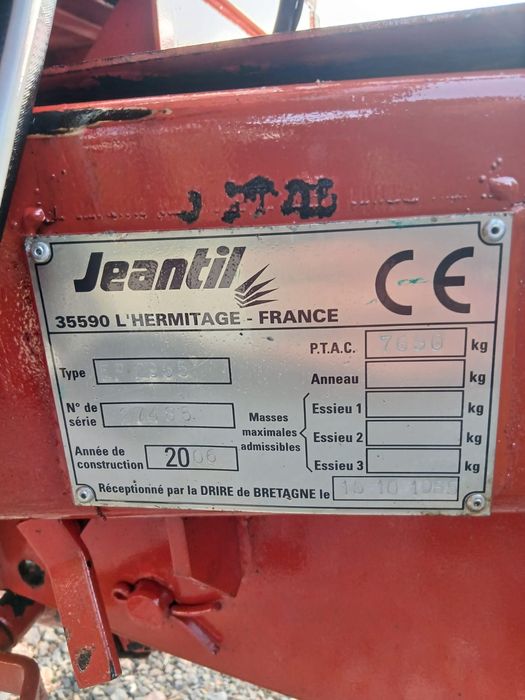 Jeantil CE
35590 L'HERMITAGE - FRANCE
P.T.A.C. kg
Type
Anneau kg
N° de série
Masses maximales admissibles
Essieu 1 kg
Essieu 2 kg
Essieu 3 kg
Année de construction 2006
Réceptionné par la DRIRE de BRETAGNE le